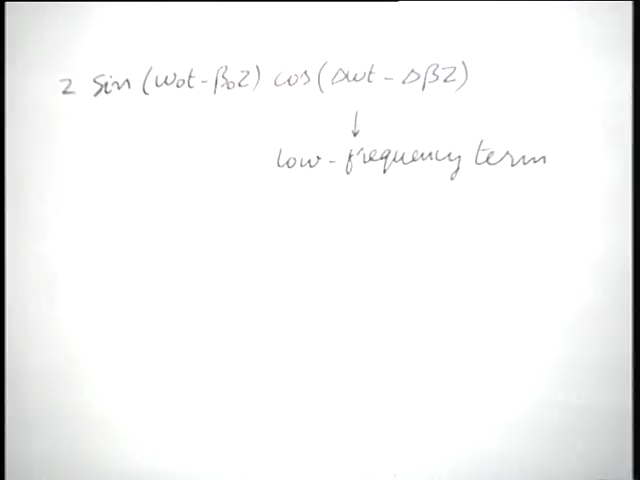 2 sin (ω₀t - β₀z) cos (Δωt - Δβz)
↓
low-frequency term